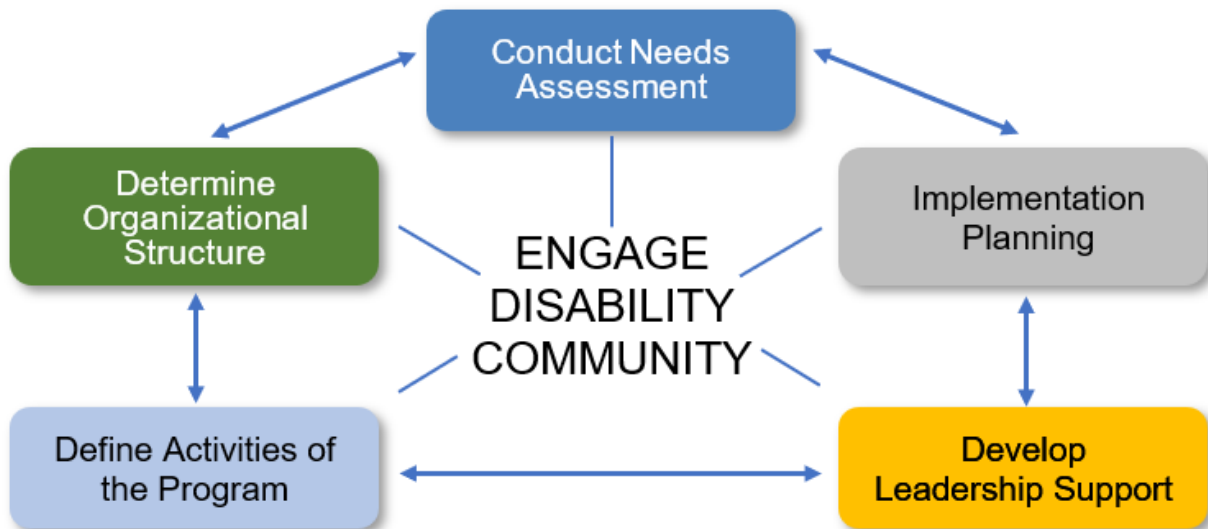 Conduct Needs
Assessment
Determine
Organizational
Structure
Implementation
Planning
ENGAGE
DISABILITY
COMMUNITY
Define Activities of
the Program
Develop
Leadership Support